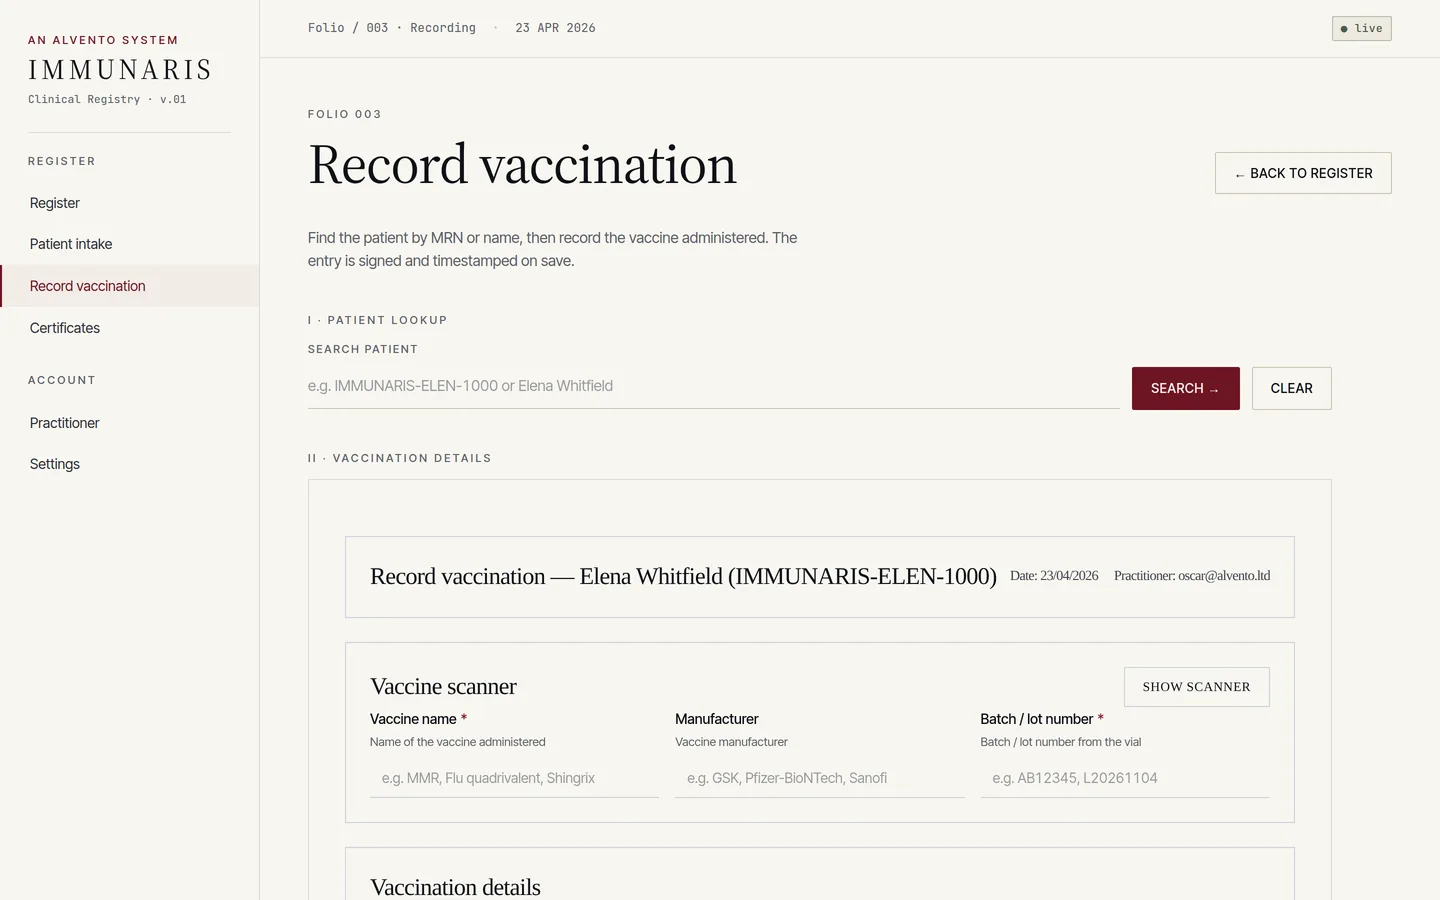 AN ALVENTO SYSTEM
IMMUNARIS
Clinical Registry · v.01
REGISTER
Register
Patient intake
Record vaccination
Certificates
ACCOUNT
Practitioner
Settings
Folio / 003 · Recording · 23 APR 2026
● live
FOLIO 003
Record vaccination
← BACK TO REGISTER
Find the patient by MRN or name, then record the vaccine administered. The
entry is signed and timestamped on save.
I · PATIENT LOOKUP
SEARCH PATIENT
e.g. IMMUNARIS-ELEN-1000 or Elena Whitfield
SEARCH →
CLEAR
II · VACCINATION DETAILS
Record vaccination — Elena Whitfield (IMMUNARIS-ELEN-1000)
Date: 23/04/2026
Practitioner: oscar@alvento.ltd
Vaccine scanner
SHOW SCANNER
Vaccine name *
Name of the vaccine administered
e.g. MMR, Flu quadrivalent, Shingrix
Manufacturer
Vaccine manufacturer
e.g. GSK, Pfizer-BioNTech, Sanofi
Batch / lot number *
Batch / lot number from the vial
e.g. AB12345, L20261104
Vaccination details